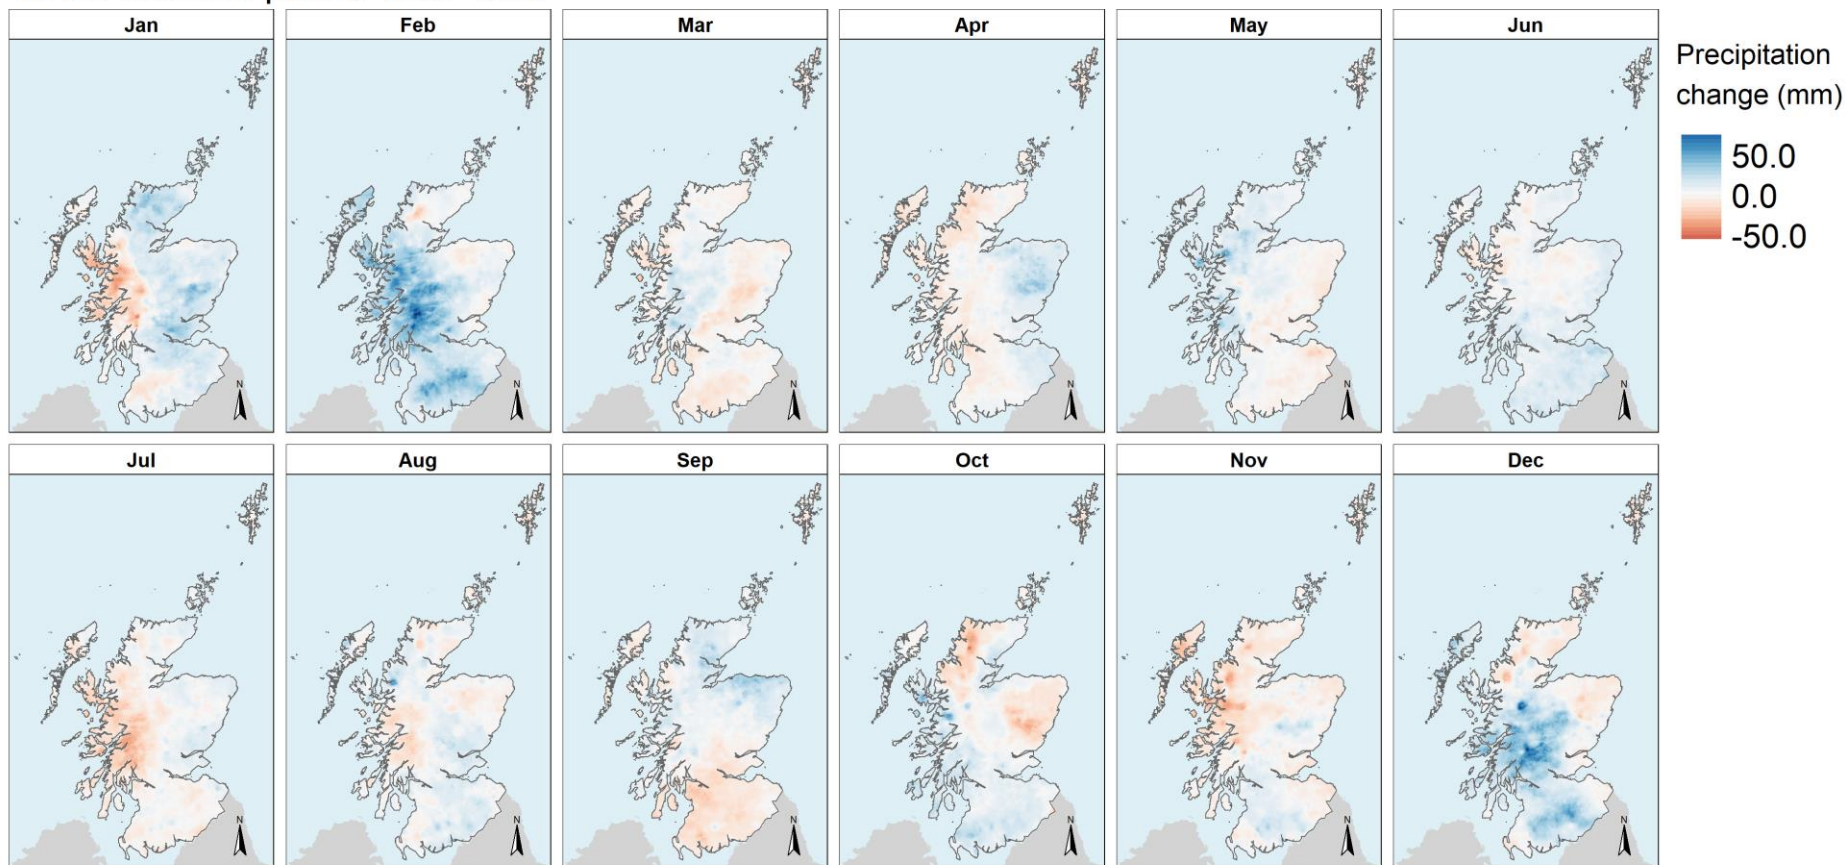 Jan
Feb
Mar
Apr
May
Jun
Precipitation
change (mm)
50.0
0.0
-50.0
N
N
N
N
N
N
Jul
Aug
Sep
Oct
Nov
Dec
N
N
N
N
N
N